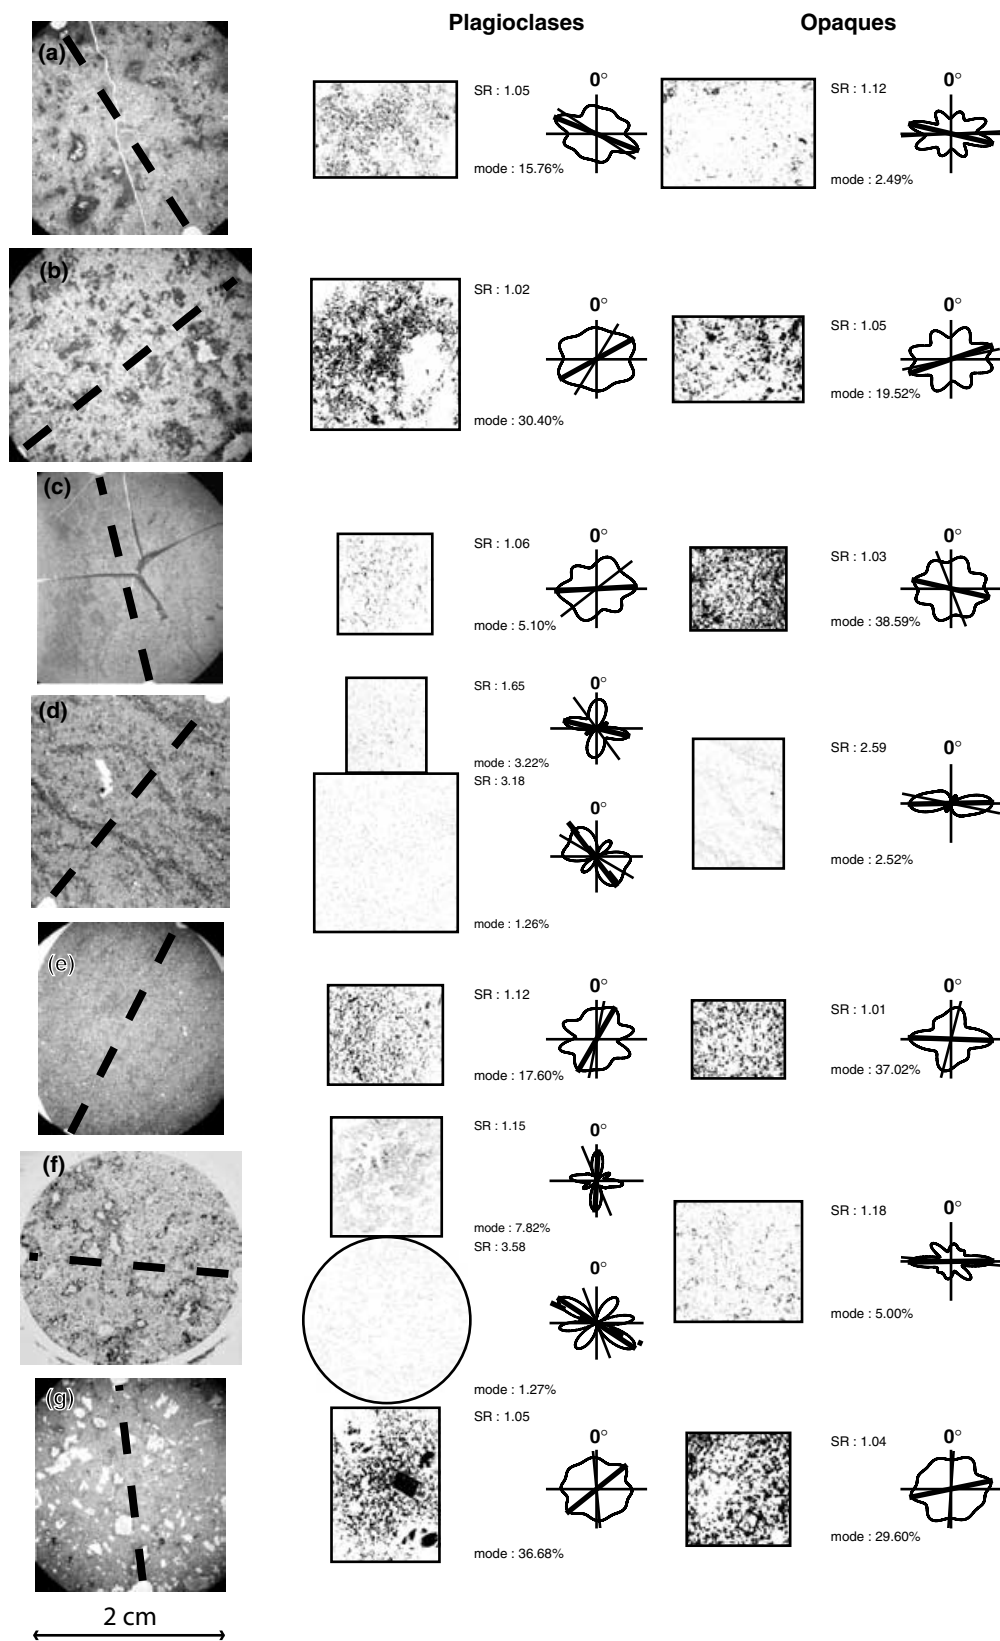 Plagioclases Opaques
(a)
SR : 1.05
0°
mode : 15.76%
SR : 1.12
0°
mode : 2.49%
(b)
SR : 1.02
0°
mode : 30.40%
SR : 1.05
0°
mode : 19.52%
(c)
SR : 1.06
0°
mode : 5.10%
SR : 1.03
0°
mode : 38.59%
(d)
SR : 1.65
0°
mode : 3.22%
SR : 3.18
0°
mode : 1.26%
SR : 2.59
0°
mode : 2.52%
(e)
SR : 1.12
0°
mode : 17.60%
SR : 1.01
0°
mode : 37.02%
(f)
SR : 1.15
0°
mode : 7.82%
SR : 3.58
0°
mode : 1.27%
SR : 1.18
0°
mode : 5.00%
(g)
SR : 1.05
0°
mode : 36.68%
SR : 1.04
0°
mode : 29.60%
2 cm